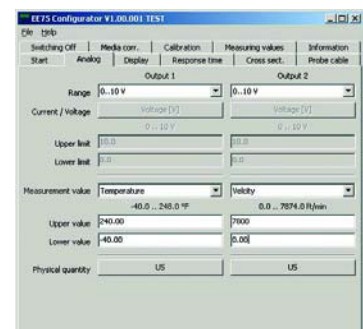 EE75 Configurator V1.00.001 TEST
File Help
Switching Off Media corr. Calibration Measuring values Information
Start Analog Display Response time Cross sect. Probe cable
Output 1 Output 2
Range 0..10 V 0..10 V
Current / Voltage Voltage [V] Voltage [V]
0 .. 10 V 0 .. 10 V
Upper limit 10.0 10.0
Lower limit 0.0 0.0
Measurement value Temperature Velcity
-40.0 ... 248.0 °F 0.0 ... 7874.0 ft/min
Upper value 240.00 7800
Lower value -40.00 0.00
Physical quantity US US